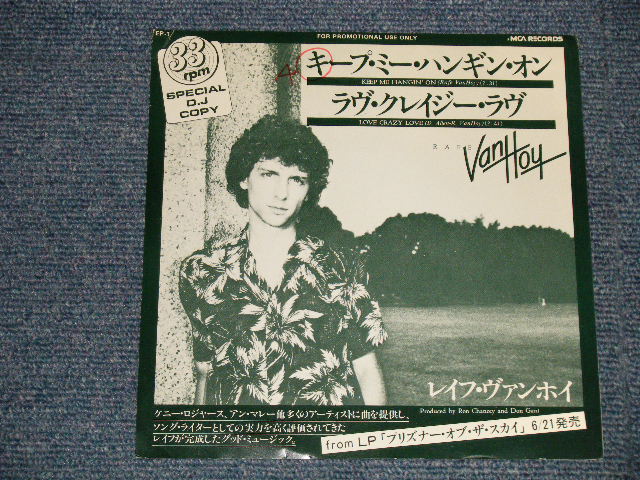 EP-1
FOR PROMOTIONAL USE ONLY
MCA RECORDS
33
rpm
SPECIAL
D.J
COPY
キープ・ミー・ハンギン・オン
KEEP ME HANGIN' ON (Rafe VanHoy)
ラヴ・クレイジー・ラヴ
LOVE CRAZY LOVE
RAFE
VanHoy
レイフ・ヴァンホイ
Produced by Ron Chancey and Don Gant
ケニー・ロジャース、アン・マレー他多くのアーティストに曲を提供し、
ソング・ライターとしての実力を高く評価されてきた
レイフが完成したグッド・ミュージック。
from LP「プリズナー・オブ・ザ・スカイ」6/21発売